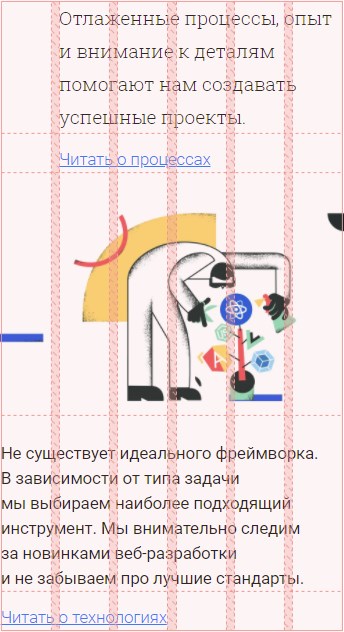 Отлаженные процессы, опыт
и внимание к деталям
помогают нам создавать
успешные проекты.
Читать о процессах
Не существует идеального фреймворка.
В зависимости от типа задачи
мы выбираем наиболее подходящий
инструмент. Мы внимательно следим
за новинками веб-разработки
и не забываем про лучшие стандарты.
Читать о технологиях